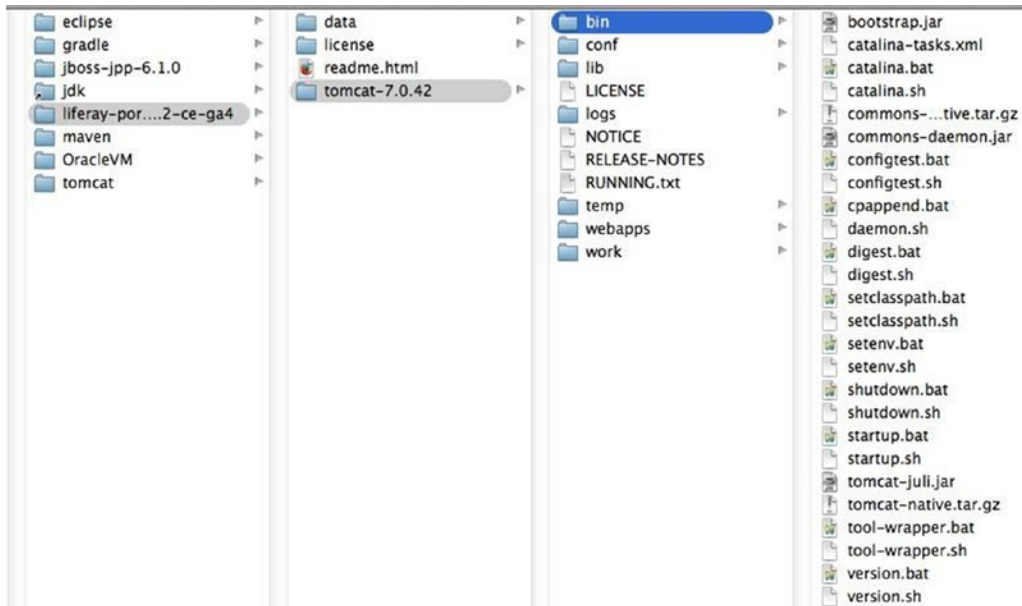 eclipse
gradle
jboss-jpp-6.1.0
jdk
liferay-por....2-ce-ga4
maven
OracleVM
tomcat
data
license
readme.html
tomcat-7.0.42
bin
conf
lib
LICENSE
logs
NOTICE
RELEASE-NOTES
RUNNING.txt
temp
webapps
work
bootstrap.jar
catalina-tasks.xml
catalina.bat
catalina.sh
commons-...tive.tar.gz
commons-daemon.jar
configtest.bat
configtest.sh
cpappend.bat
daemon.sh
digest.bat
digest.sh
setclasspath.bat
setclasspath.sh
setenv.bat
setenv.sh
shutdown.bat
shutdown.sh
startup.bat
startup.sh
tomcat-juli.jar
tomcat-native.tar.gz
tool-wrapper.bat
tool-wrapper.sh
version.bat
version.sh